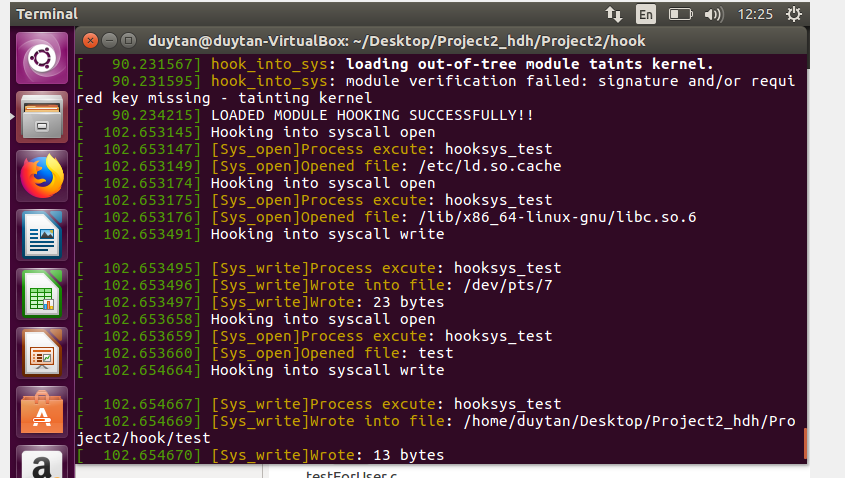 Terminal
En
12:25
duytan@duytan-VirtualBox: ~/Desktop/Project2_hdh/Project2/hook
[   90.231567] hook_into_sys: loading out-of-tree module taints kernel.
[   90.231595] hook_into_sys: module verification failed: signature and/or requi
red key missing - tainting kernel
[   90.234215] LOADED MODULE HOOKING SUCCESSFULLY!!
[  102.653145] Hooking into syscall open
[  102.653147] [Sys_open]Process excute: hooksys_test
[  102.653149] [Sys_open]Opened file: /etc/ld.so.cache
[  102.653174] Hooking into syscall open
[  102.653175] [Sys_open]Process excute: hooksys_test
[  102.653176] [Sys_open]Opened file: /lib/x86_64-linux-gnu/libc.so.6
[  102.653491] Hooking into syscall write
[  102.653495] [Sys_write]Process excute: hooksys_test
[  102.653496] [Sys_write]Wrote into file: /dev/pts/7
[  102.653497] [Sys_write]Wrote: 23 bytes
[  102.653658] Hooking into syscall open
[  102.653659] [Sys_open]Process excute: hooksys_test
[  102.653660] [Sys_open]Opened file: test
[  102.654664] Hooking into syscall write
[  102.654667] [Sys_write]Process excute: hooksys_test
[  102.654669] [Sys_write]Wrote into file: /home/duytan/Desktop/Project2_hdh/Pro
ject2/hook/test
[  102.654670] [Sys_write]Wrote: 13 bytes
testForUser.c